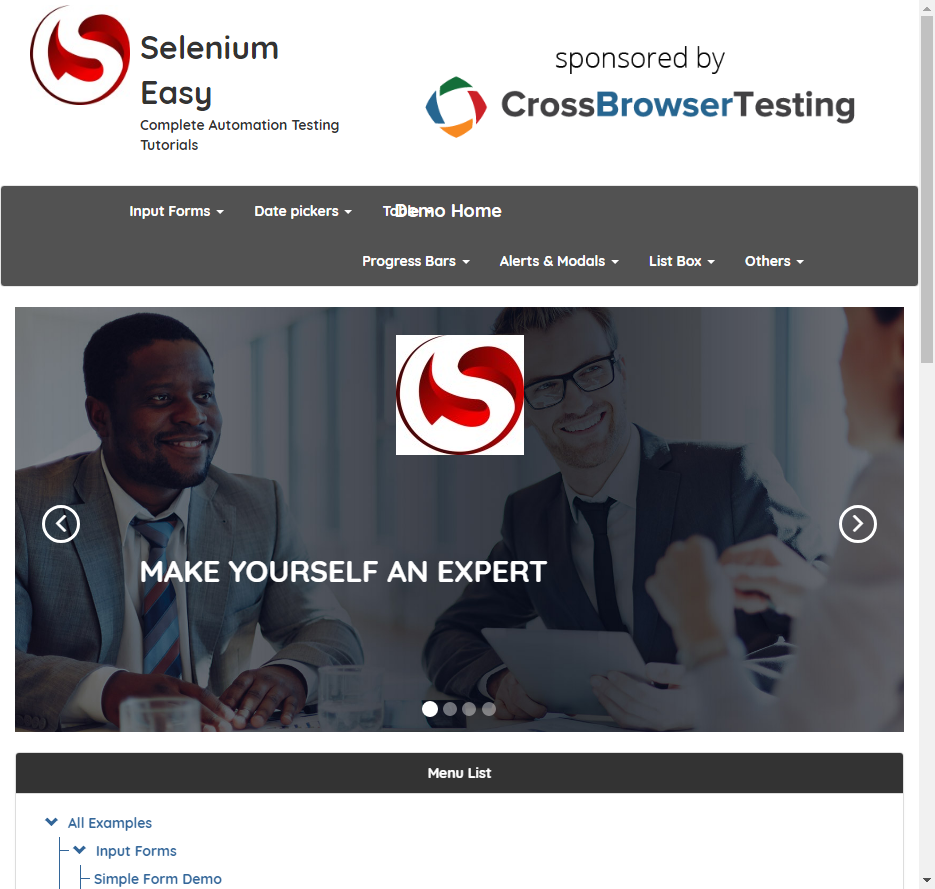 Selenium
Easy
Complete Automation Testing
Tutorials
sponsored by
CrossBrowserTesting
Input Forms
Date pickers
Table
Demo Home
Progress Bars
Alerts & Modals
List Box
Others
MAKE YOURSELF AN EXPERT
Menu List
All Examples
Input Forms
Simple Form Demo